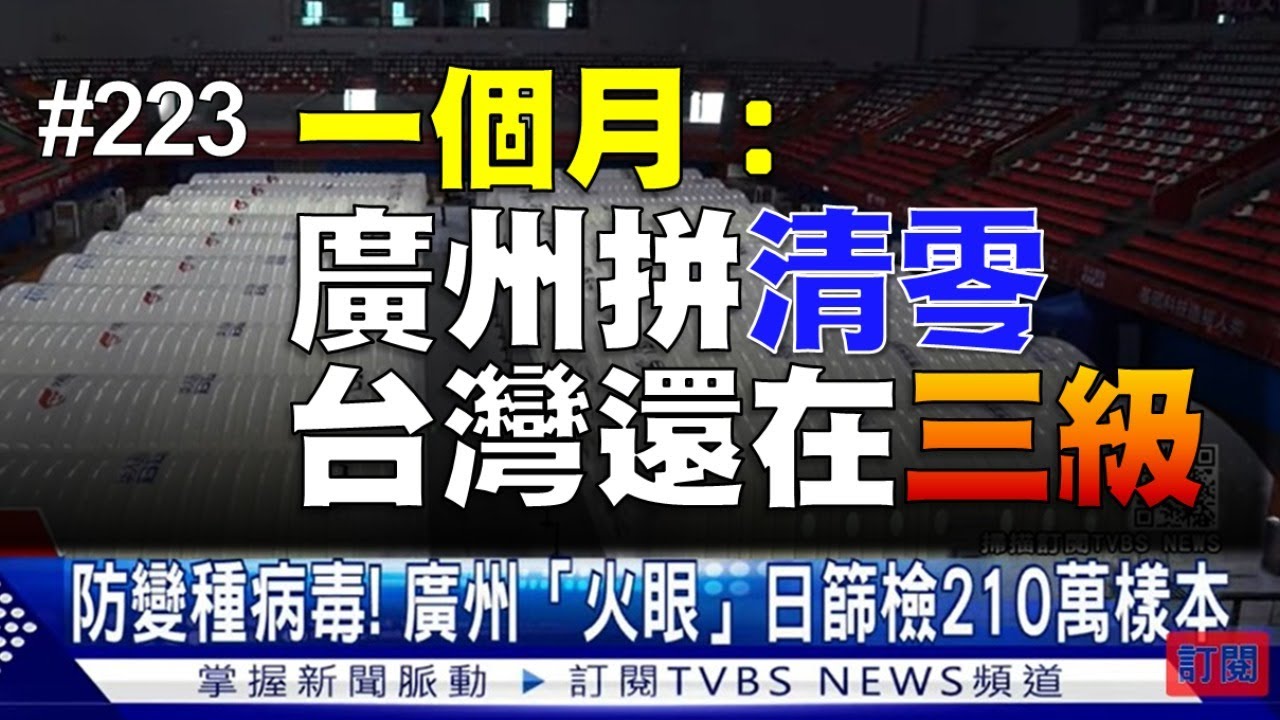 #223 一個月：
廣州拼清零
台灣還在三級
掃描訂閱TVBS NEWS
防變種病毒! 廣州「火眼」日篩檢210萬樣本
掌握新聞脈動 ▶ 訂閱TVBS NEWS頻道
訂閱